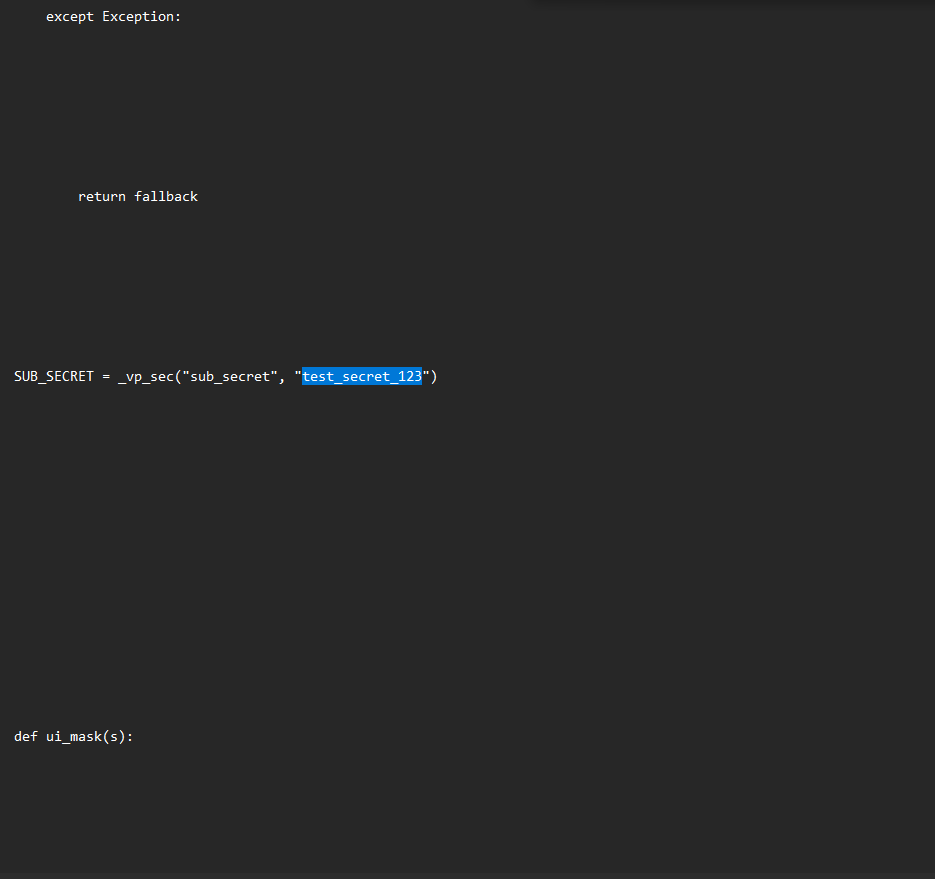 except Exception:
return fallback
SUB_SECRET = _vp_sec("sub_secret", "test_secret_123")
def ui_mask(s):